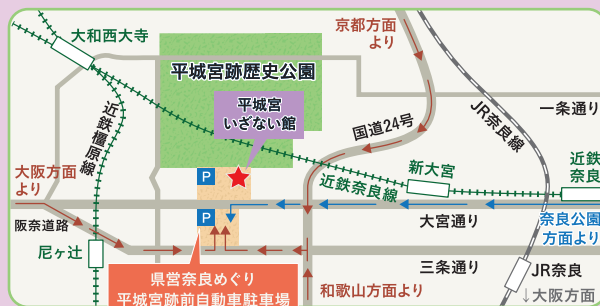 京都方面
より
大和西大寺
平城宮跡歴史公園
平城宮
いざない館
国道24号
JR奈良線
一条通り
近鉄橿原線
新大宮
近鉄
奈良
近鉄奈良線
大阪方面
より
P
P
大宮通り
奈良公園
方面より
阪奈道路
尼ヶ辻
三条通り
JR奈良
県営奈良めぐり
平城宮跡前自動車駐車場
和歌山方面より
↓大阪方面